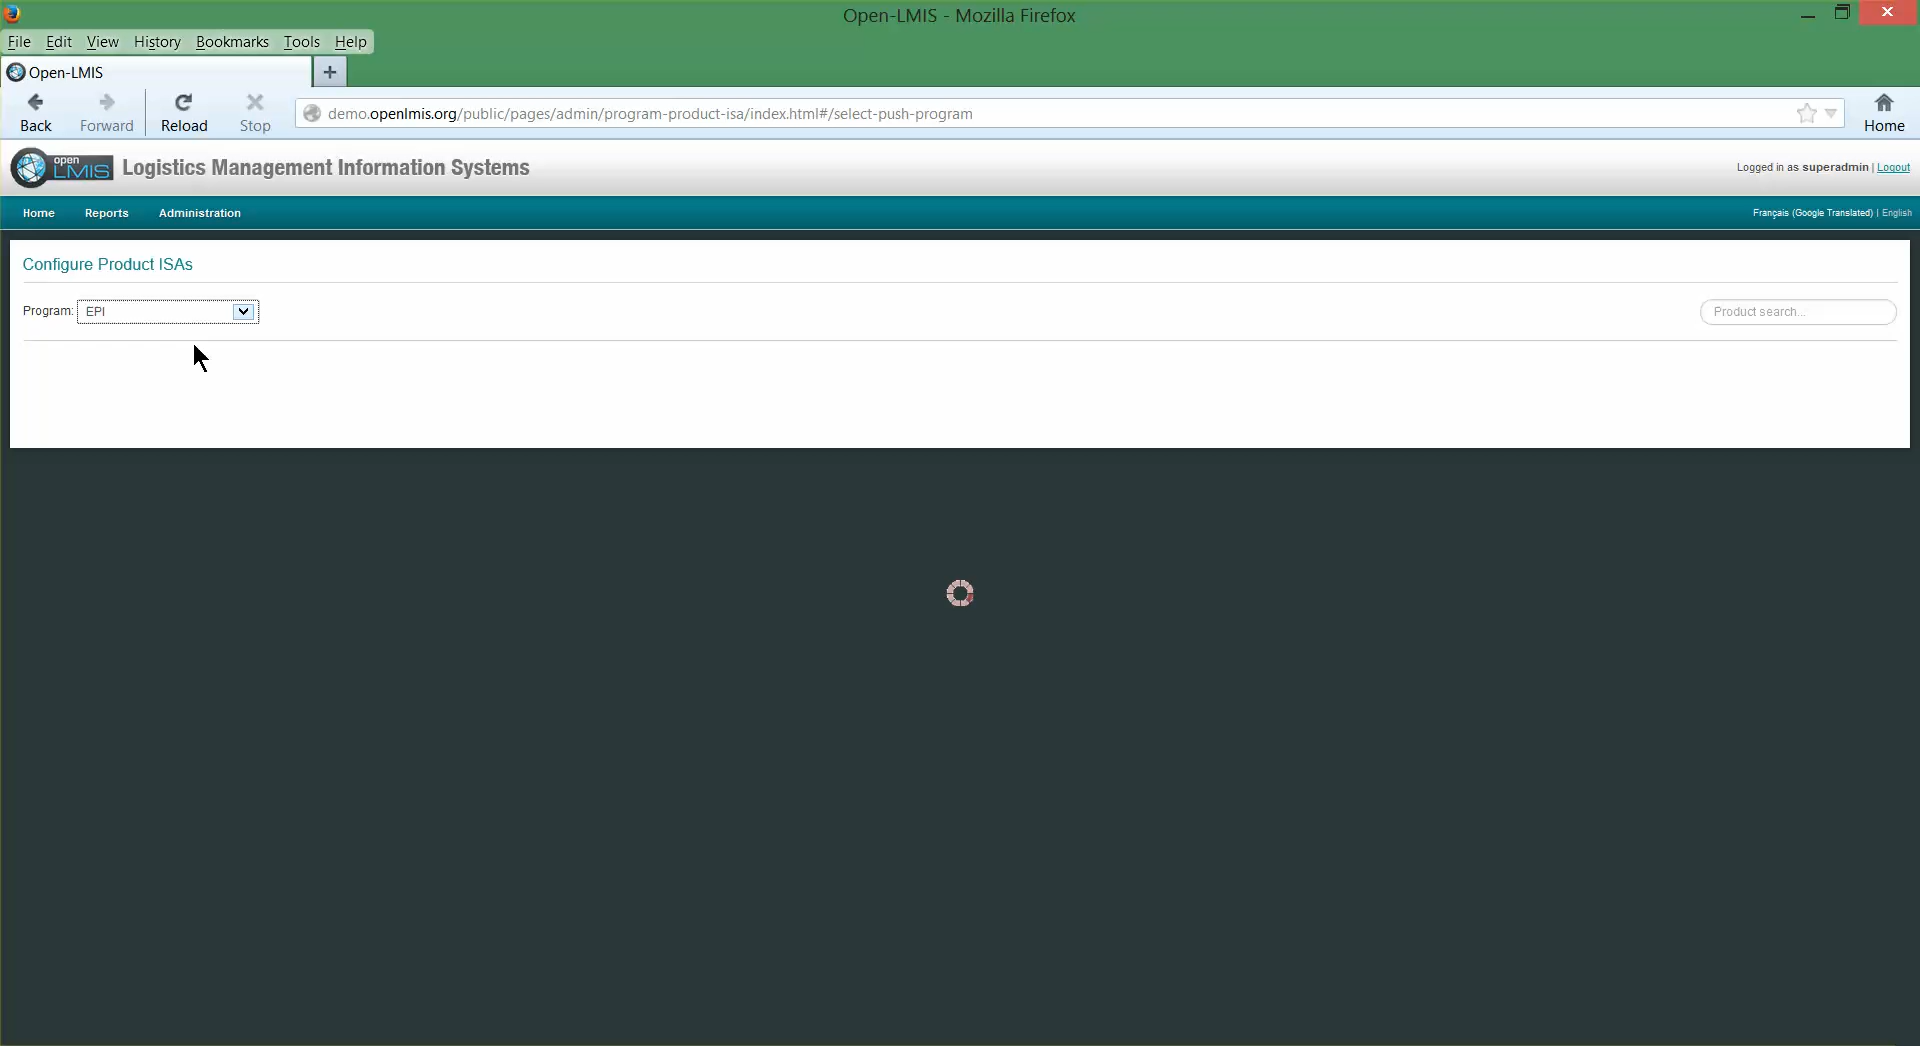 Open-LMIS - Mozilla Firefox
File Edit View History Bookmarks Tools Help
Open-LMIS
Back Forward Reload Stop demo.openlmis.org/public/pages/admin/program-product-isa/index.html#/select-push-program Home
open LMIS Logistics Management Information Systems Logged in as superadmin | Logout
Home Reports Administration Français (Google Translated) | English
Configure Product ISAs
Program: EPI Product search...